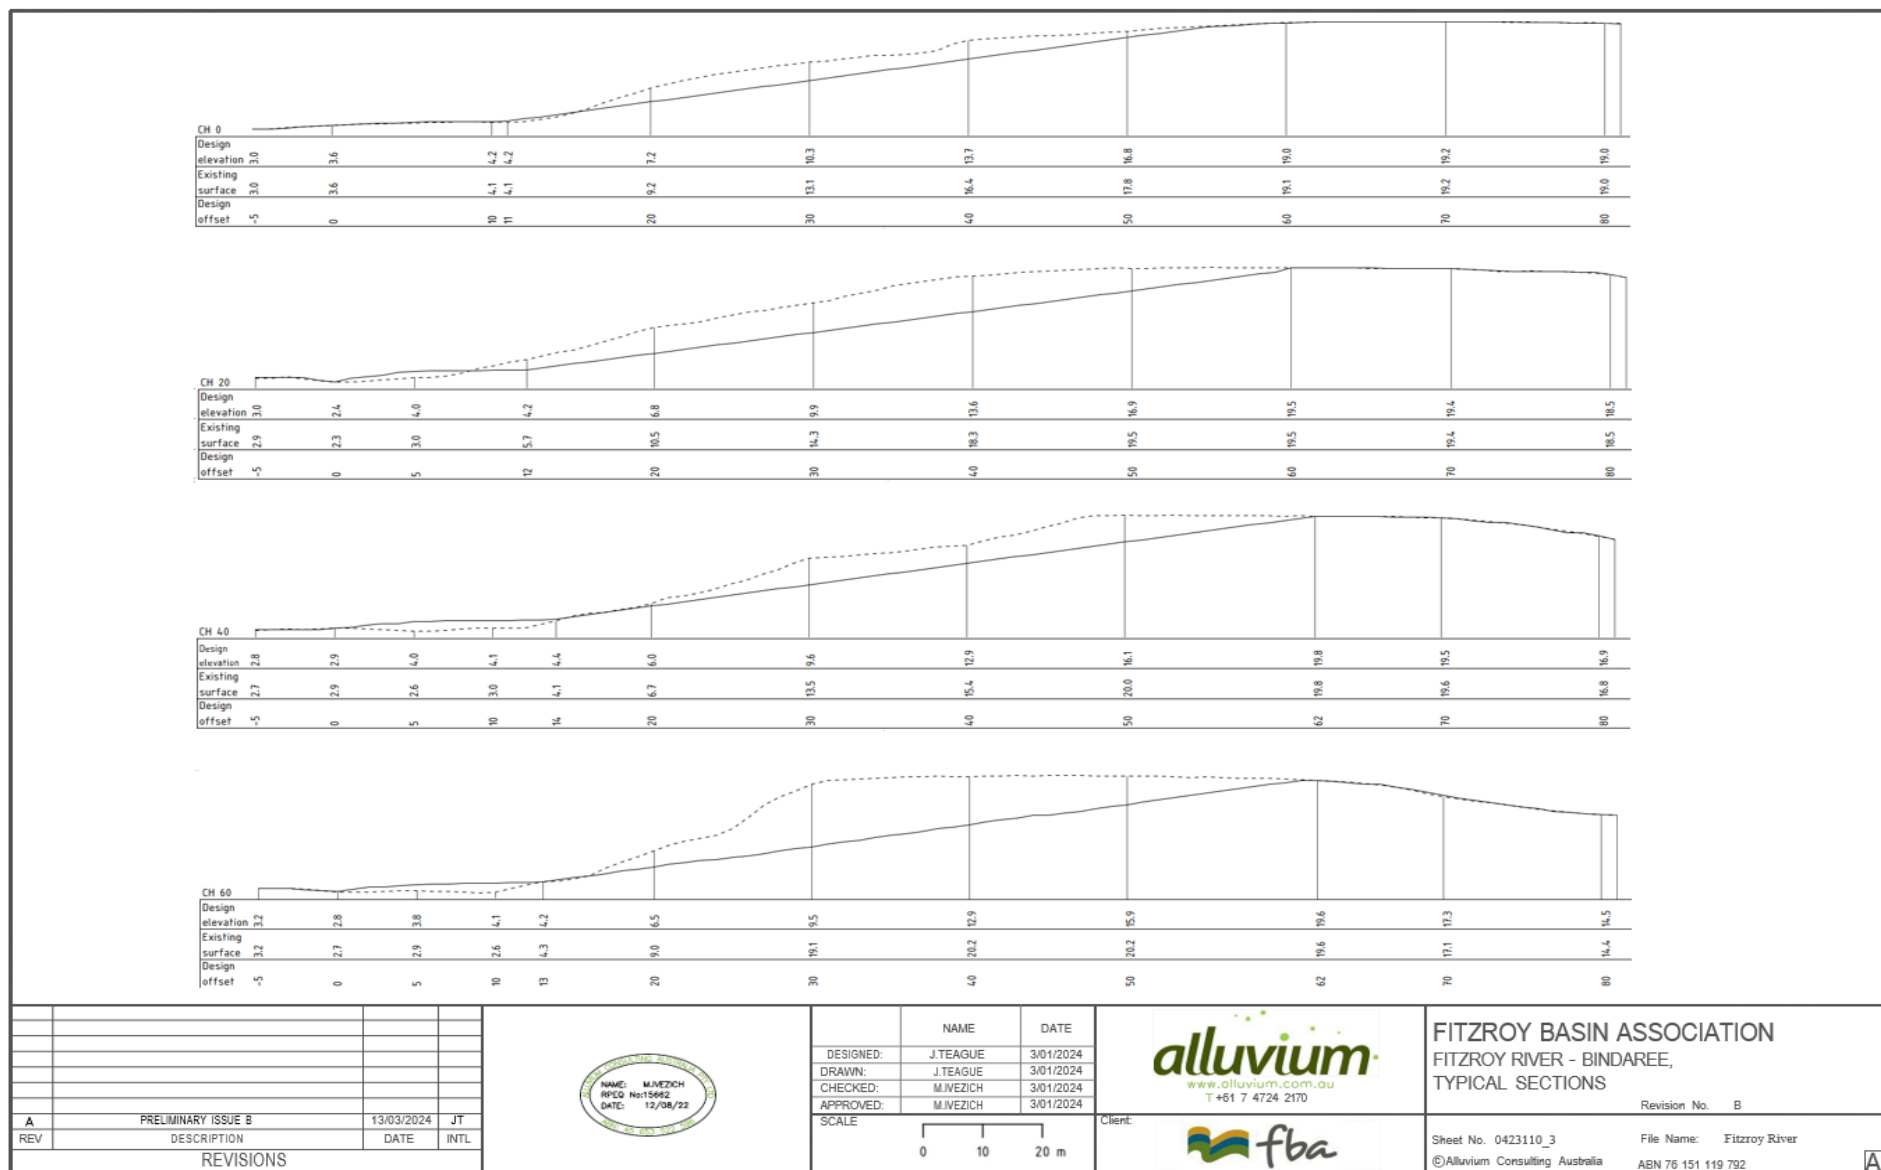 CH 0
Design
elevation 3.0 3.6 4.2 4.2 7.2 10.3 13.7 16.8 19.0 19.2 19.0
Existing
surface 3.0 3.6 4.1 4.1 9.2 13.1 16.4 17.8 19.1 19.2 19.0
Design
offset -5 0 10 11 20 30 40 50 60 70 80
CH 20
Design
elevation 3.0 2.4 4.0 4.2 6.8 9.9 13.6 16.9 19.5 19.4 18.5
Existing
surface 2.9 2.3 3.0 5.7 10.5 14.3 18.3 19.5 19.5 19.4 18.5
Design
offset -5 0 5 12 20 30 40 50 60 70 80
CH 40
Design
elevation 2.8 2.9 4.0 4.1 4.4 6.0 9.6 12.9 16.1 19.8 19.5 16.9
Existing
surface 2.7 2.9 2.6 3.0 4.1 6.7 13.5 15.4 20.0 19.8 19.6 16.8
Design
offset -5 0 5 10 14 20 30 40 50 62 70 80
CH 60
Design
elevation 3.2 2.8 3.8 4.1 4.2 6.5 9.5 12.9 15.9 19.6 17.3 14.5
Existing
surface 3.2 2.7 2.9 2.6 4.3 9.0 19.1 20.2 20.2 19.6 17.1 14.4
Design
offset -5 0 5 10 13 20 30 40 50 62 70 80
A PRELIMINARY ISSUE B 13/03/2024 JT
REV DESCRIPTION DATE INTL
REVISIONS
ALLUVIUM CONSULTING AUSTRALIA PTY LTD
NAME: M.IVEZICH
RPEQ No:15662
DATE: 12/08/22
NAME DATE
DESIGNED: J.TEAGUE 3/01/2024
DRAWN: J.TEAGUE 3/01/2024
CHECKED: M.IVEZICH 3/01/2024
APPROVED: M.IVEZICH 3/01/2024
SCALE
0 10 20 m
alluvium
www.alluvium.com.au
T +61 7 4724 2170
Client:
fba
FITZROY BASIN ASSOCIATION
FITZROY RIVER - BINDAREE,
TYPICAL SECTIONS
Revision No. B
Sheet No. 0423110_3 File Name: Fitzroy River
©Alluvium Consulting Australia ABN 76 151 119 792
A